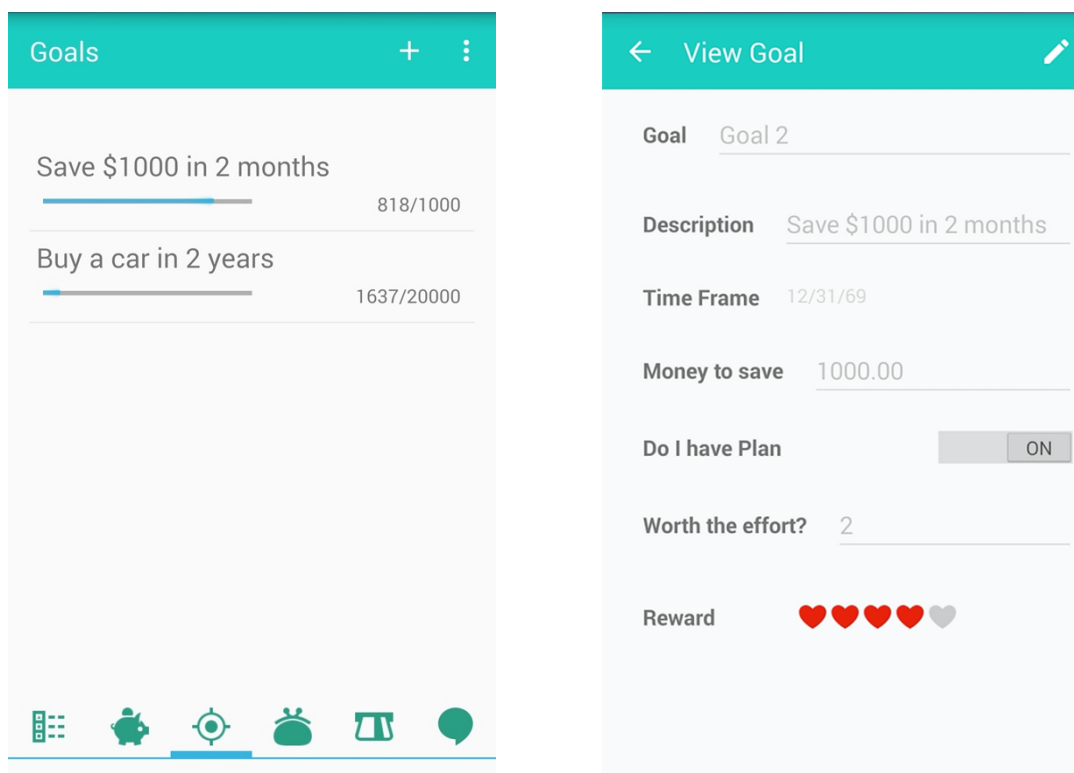 Goals
Save $1000 in 2 months
818/1000
Buy a car in 2 years
1637/20000
View Goal
Goal Goal 2
Description Save $1000 in 2 months
Time Frame 12/31/69
Money to save 1000.00
Do I have Plan ON
Worth the effort? 2
Reward